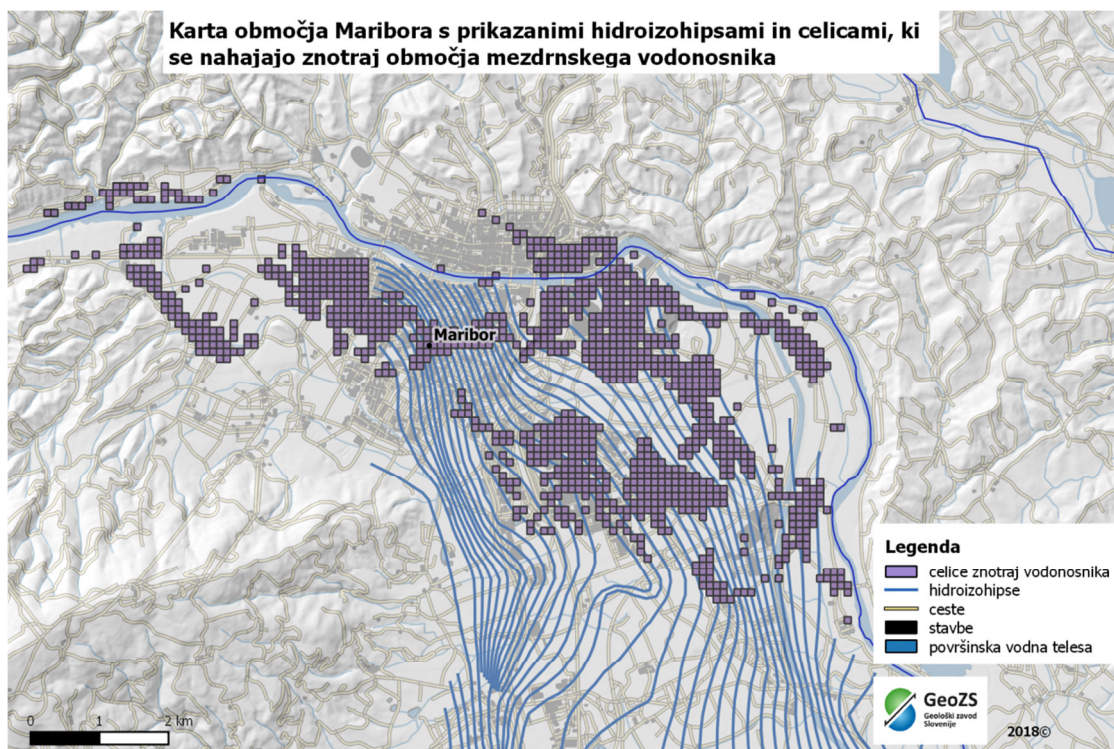 Karta območja Maribora s prikazanimi hidroizohipsami in celicami, ki
se nahajajo znotraj območja mezdrnskega vodonosnika
Maribor
Legenda
celice znotraj vodonosnika
hidroizohipse
ceste
stavbe
površinska vodna telesa
GeoZS
Geološki zavod
Slovenije
2018©
0 1 2 km